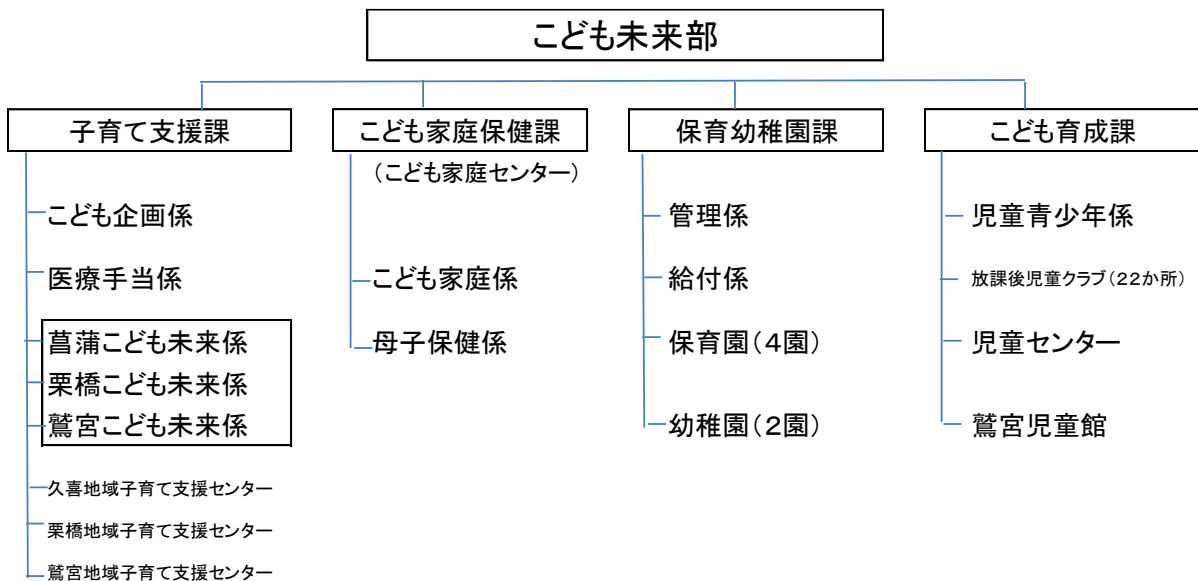 こども未来部
子育て支援課
こども企画係
医療手当係
菖蒲こども未来係
栗橋こども未来係
鷲宮こども未来係
久喜地域子育て支援センター
栗橋地域子育て支援センター
鷲宮地域子育て支援センター
こども家庭保健課
（こども家庭センター）
こども家庭係
母子保健係
保育幼稚園課
管理係
給付係
保育園（4園）
幼稚園（2園）
こども育成課
児童青少年係
放課後児童クラブ（22か所）
児童センター
鷲宮児童館